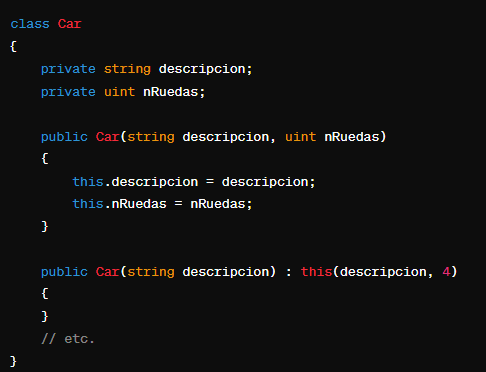 class Car
{
    private string descripcion;
    private uint nRuedas;

    public Car(string descripcion, uint nRuedas)
    {
        this.descripcion = descripcion;
        this.nRuedas = nRuedas;
    }

    public Car(string descripcion) : this(descripcion, 4)
    {
    }
    // etc.
}